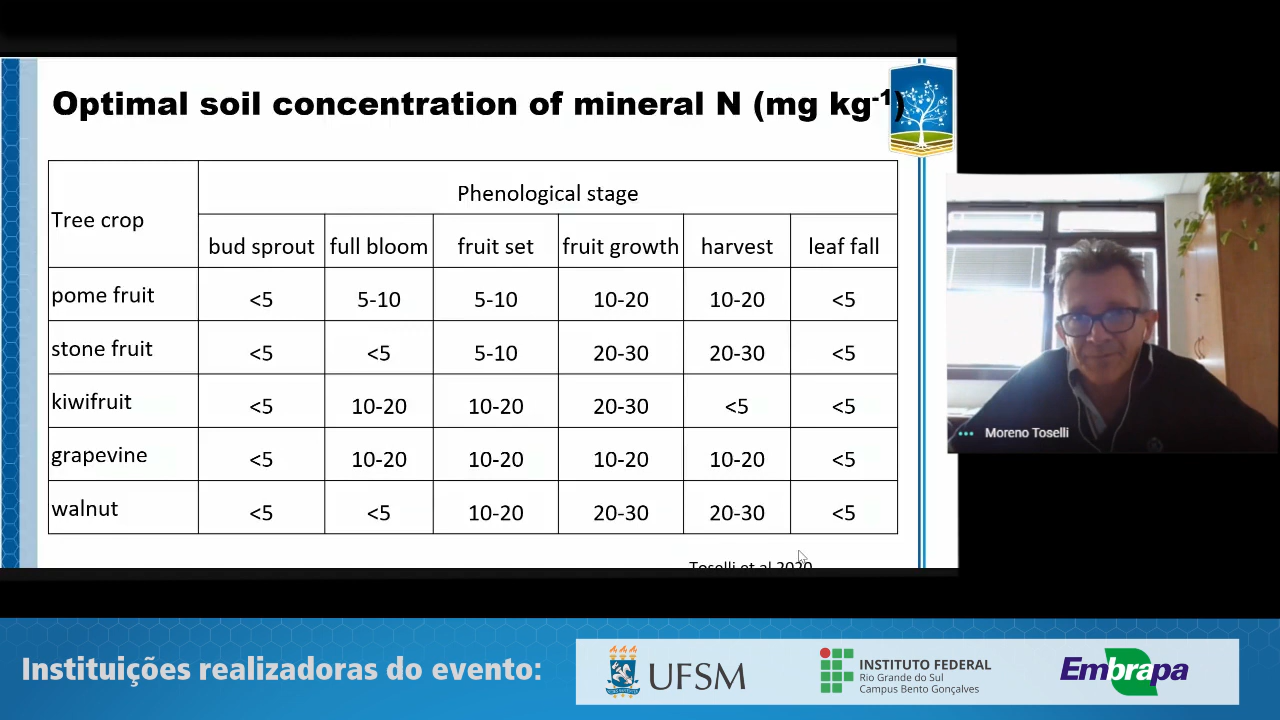 Optimal soil concentration of mineral N (mg kg-1)
Tree crop
Phenological stage
bud sprout full bloom fruit set fruit growth harvest leaf fall
pome fruit <5 5-10 5-10 10-20 10-20 <5
stone fruit <5 <5 5-10 20-30 20-30 <5
kiwifruit <5 10-20 10-20 20-30 <5 <5
grapevine <5 10-20 10-20 10-20 10-20 <5
walnut <5 <5 10-20 20-30 20-30 <5
Toselli et al 2020
Moreno Toselli
Instituições realizadoras do evento:
UFSM
INSTITUTO FEDERAL
Rio Grande do Sul
Campus Bento Gonçalves
Embrapa